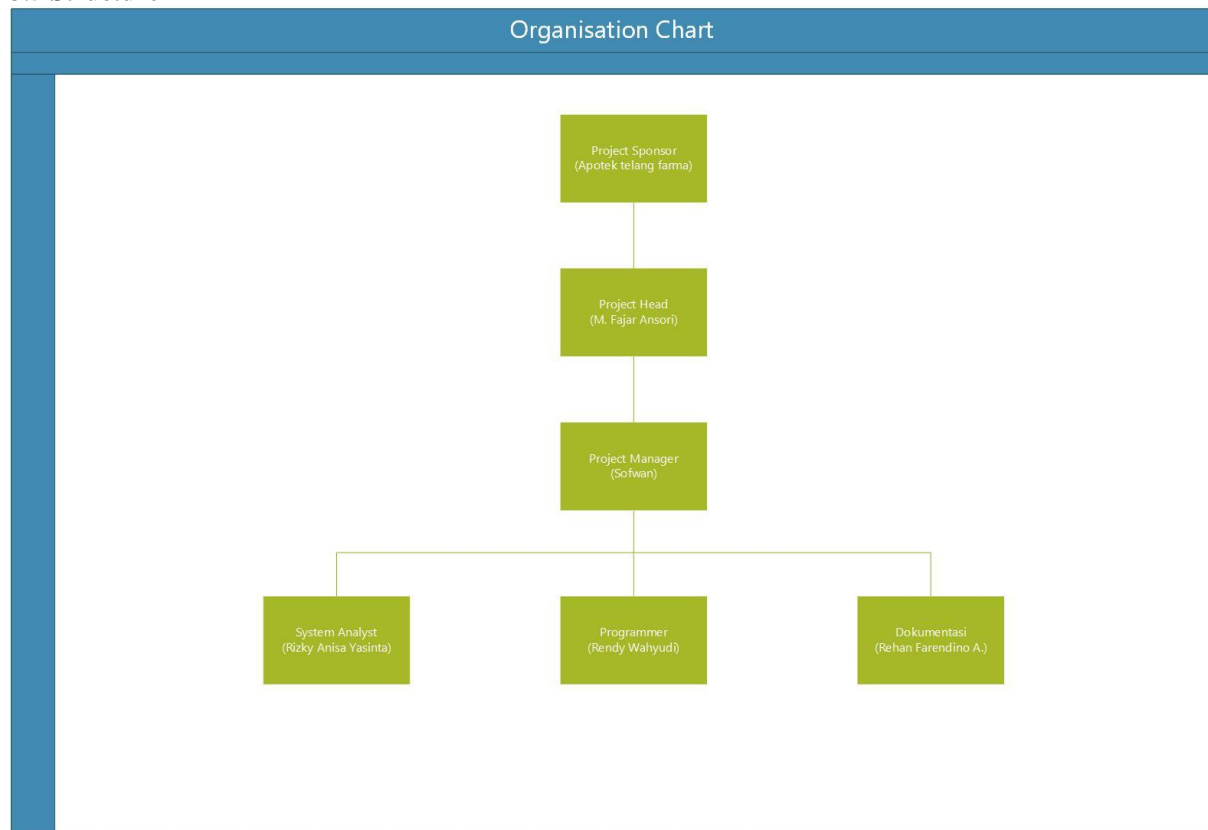 Organisation Chart
Project Sponsor
(Apotek telang farma)
Project Head
(M. Fajar Ansori)
Project Manager
(Sofwan)
System Analyst
(Rizky Anisa Yasinta)
Programmer
(Rendy Wahyudi)
Dokumentasi
(Rehan Farendino A.)